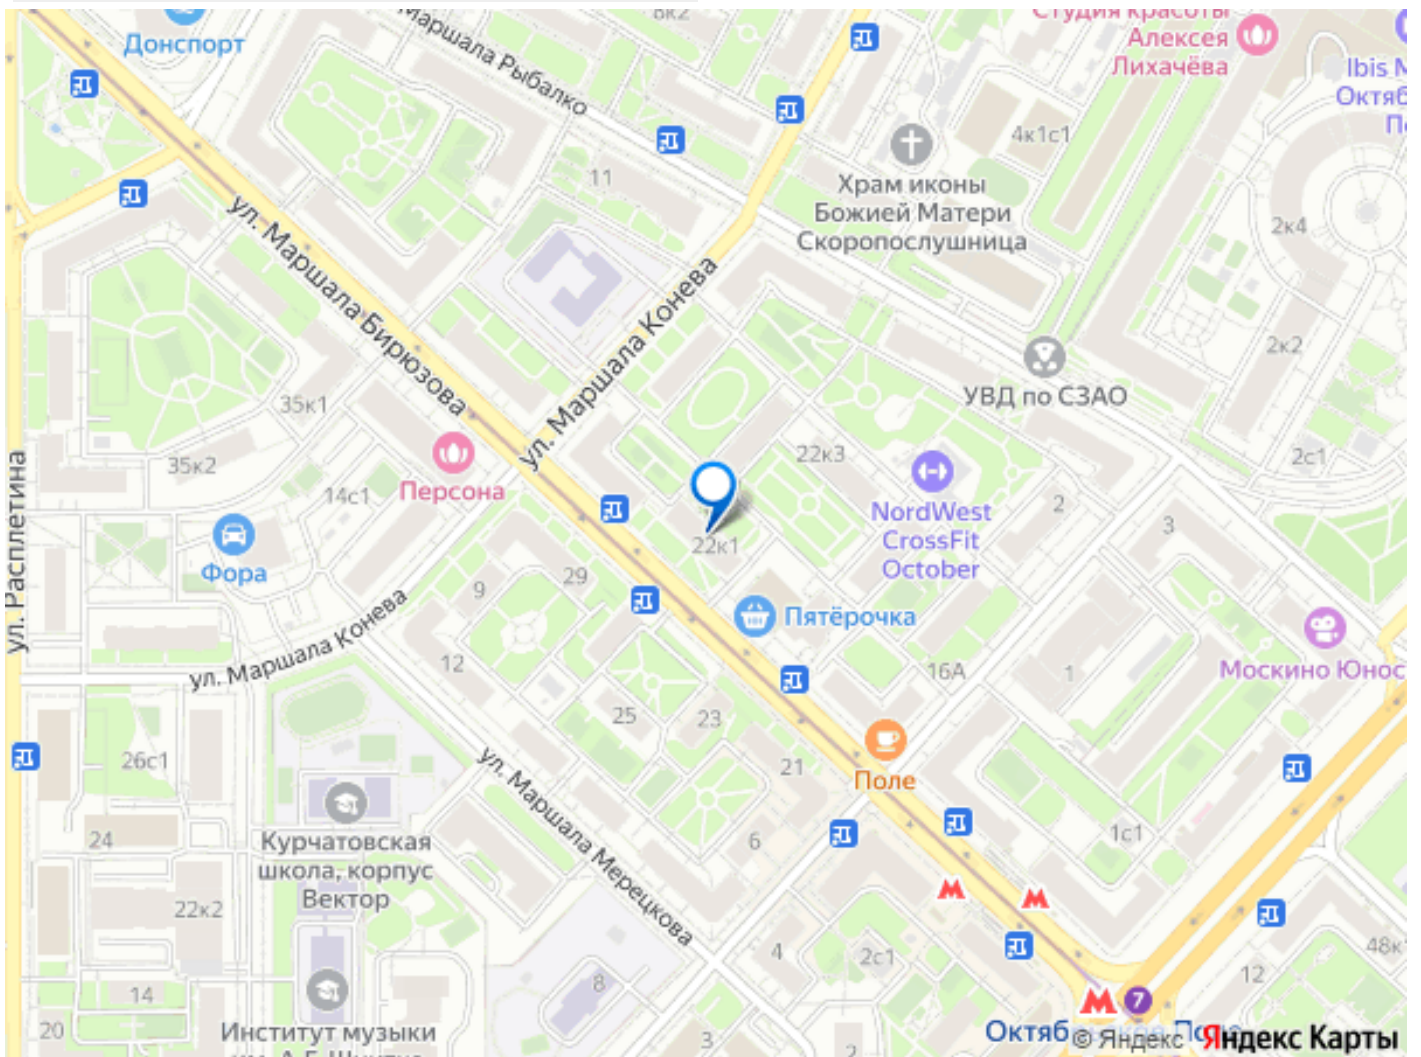 Донспорт
8к2
Маршала Рыбалко
Студия красоты
Алексея
Лихачёва
4к1с1
Храм иконы
Божией Матери
Скоропослушница
11
2к4
ул. Маршала Бирюзова
ул. Маршала Конева
2к2
УВД по СЗАО
35к1
35к2
Персона
14с1
22к3
2с1
NordWest
CrossFit
October
2
3
ул. Расплетина
Фора
22к1
29
9
Пятёрочка
ул. Маршала Конева
12
16А
1
Москино Юнос
25
23
21
Поле
26с1
ул. Маршала Мерецкова
24
Курчатовская
школа, корпус
Вектор
6
1с1
22к2
4
2с1
48к
12
8
14
20
Институт музыки
3
2
7
© Яндекс Яндекс Карты